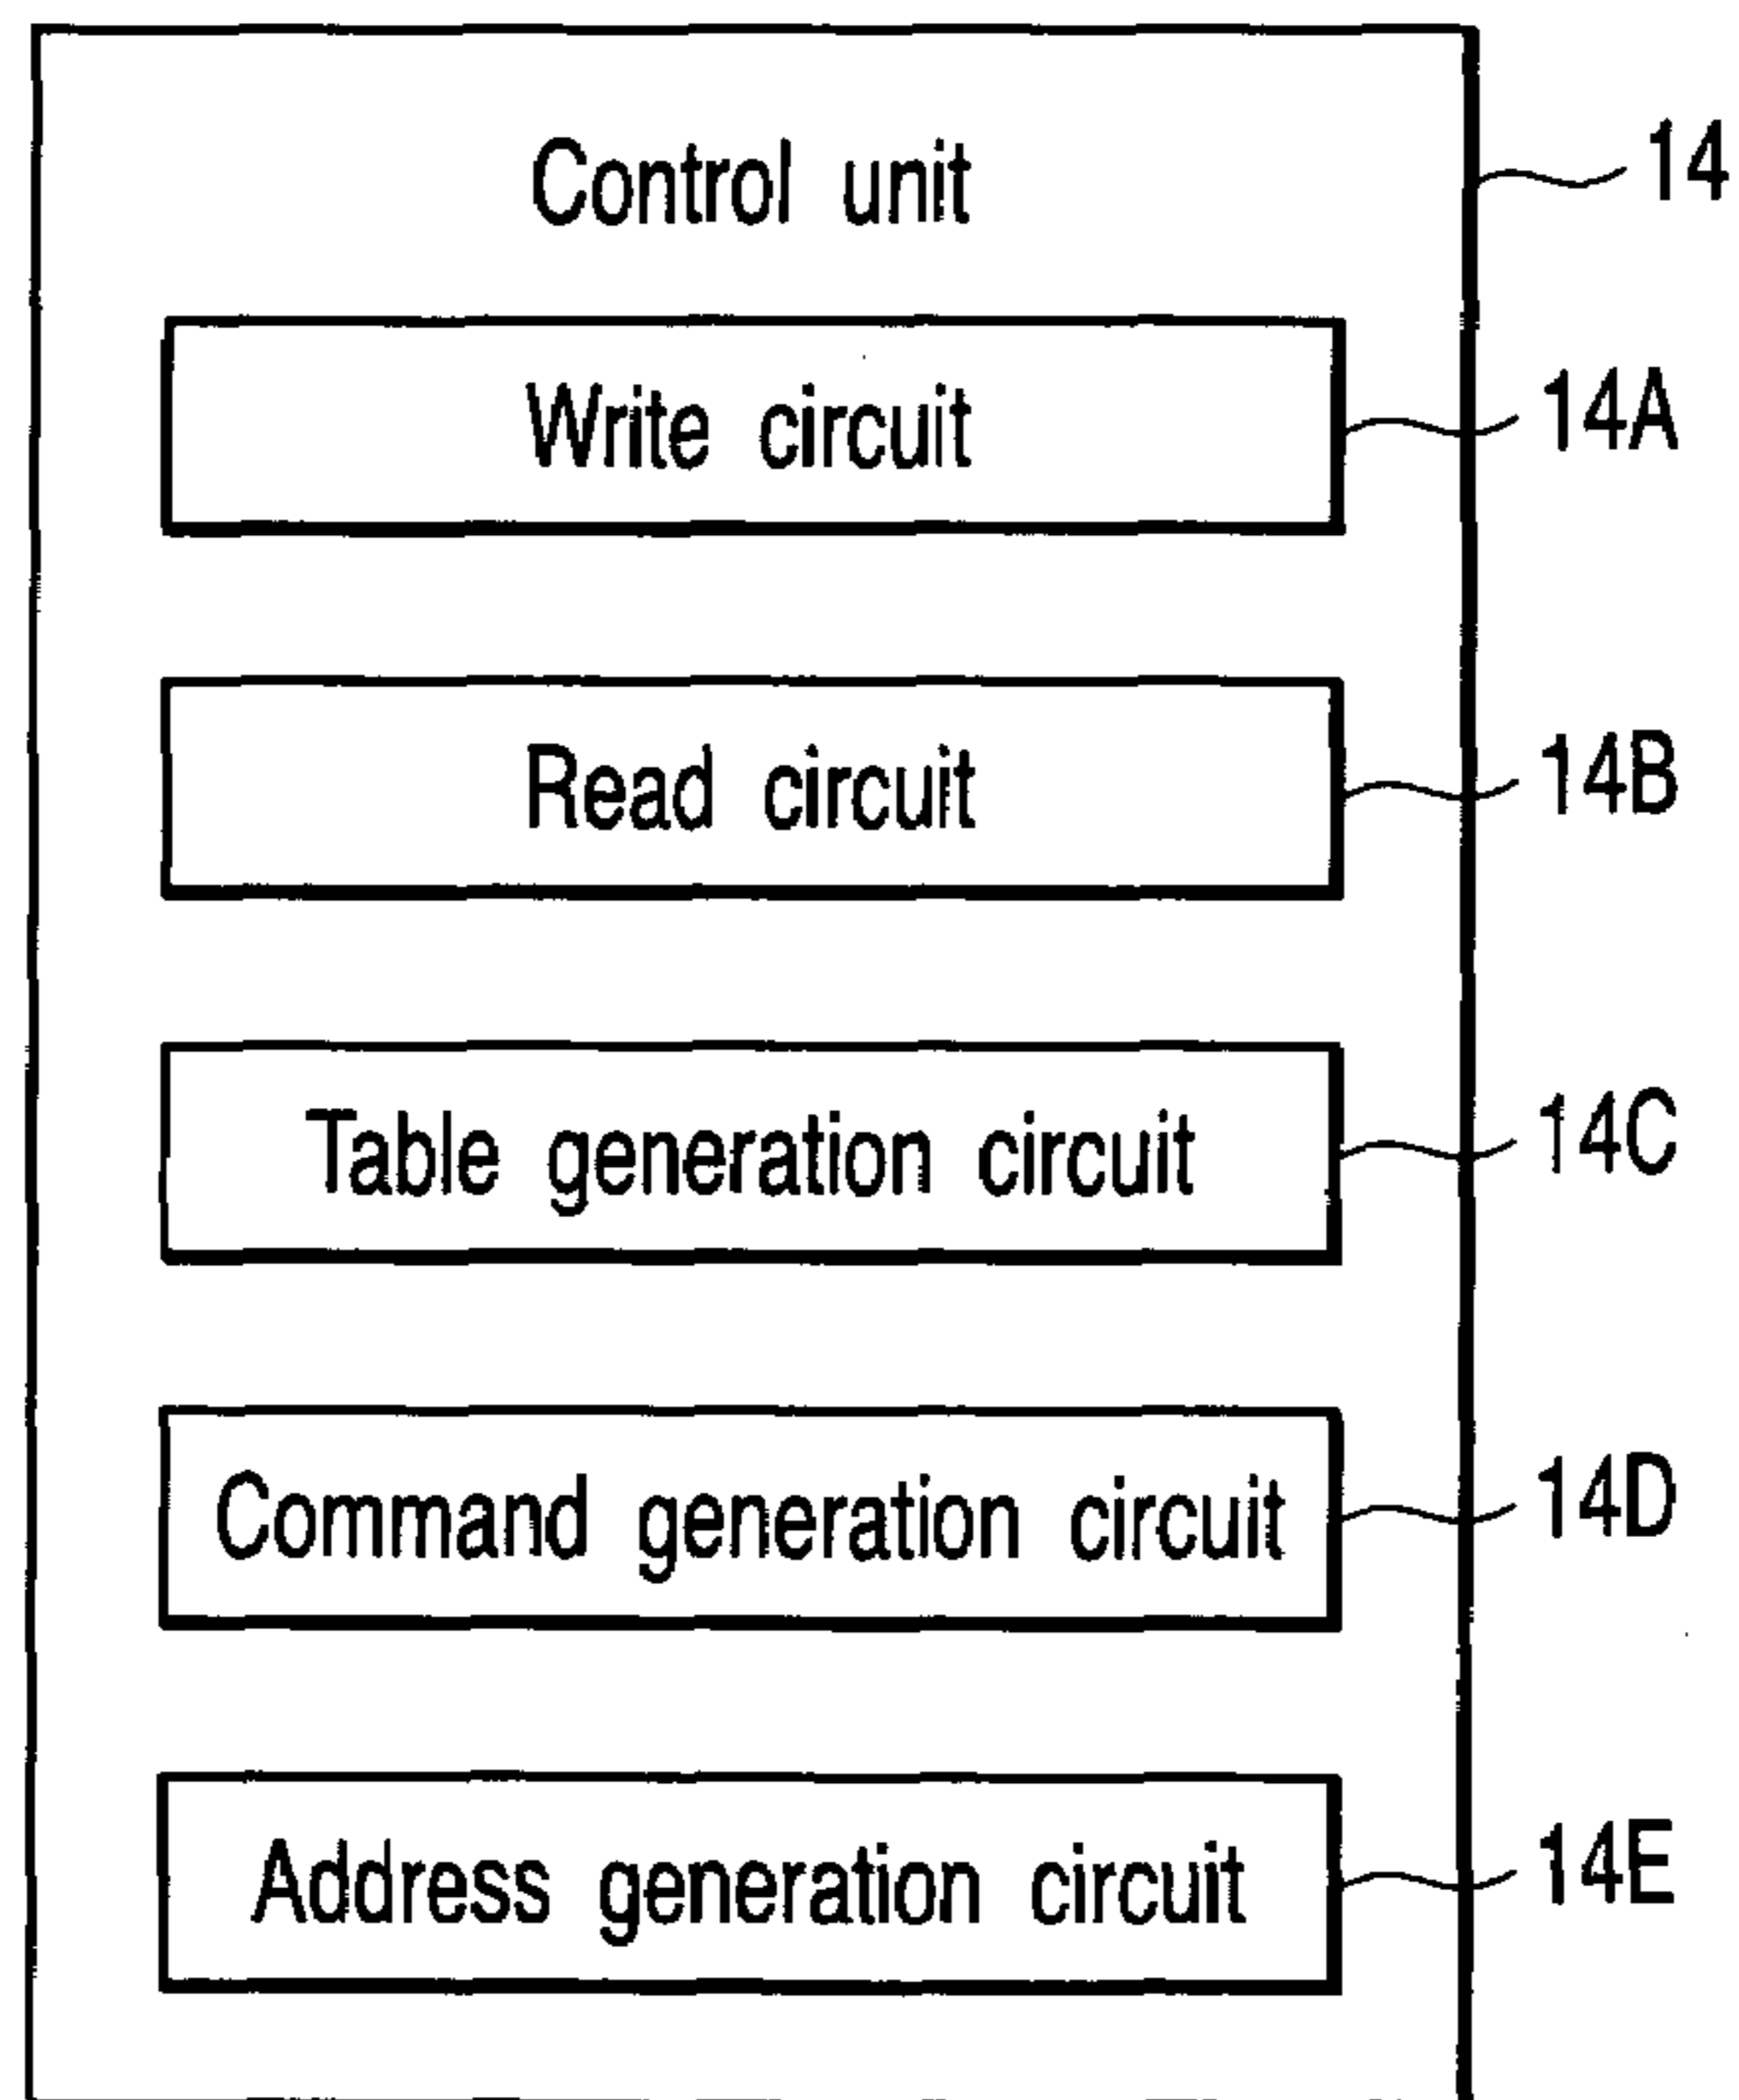 Control unit 14
Write circuit 14A
Read circuit 14B
Table generation circuit 14C
Command generation circuit 14D
Address generation circuit 14E